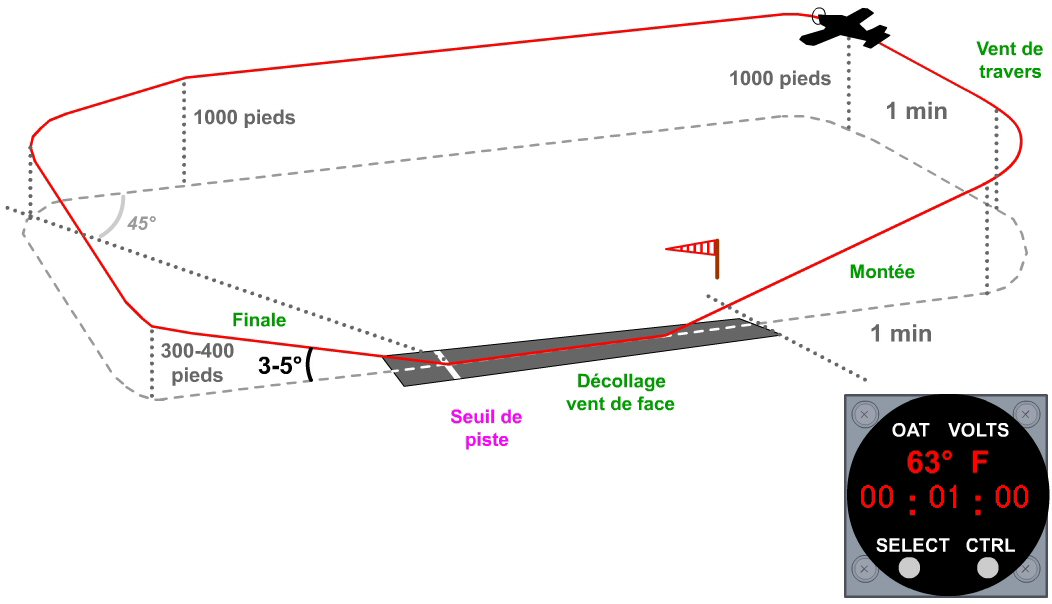 Vent de
travers
1000 pieds
1 min
1000 pieds
45°
Montée
Finale
1 min
300-400
pieds
3-5°
Décollage
vent de face
Seuil de
piste
OAT VOLTS
63° F
00 : 01 : 00
SELECT CTRL